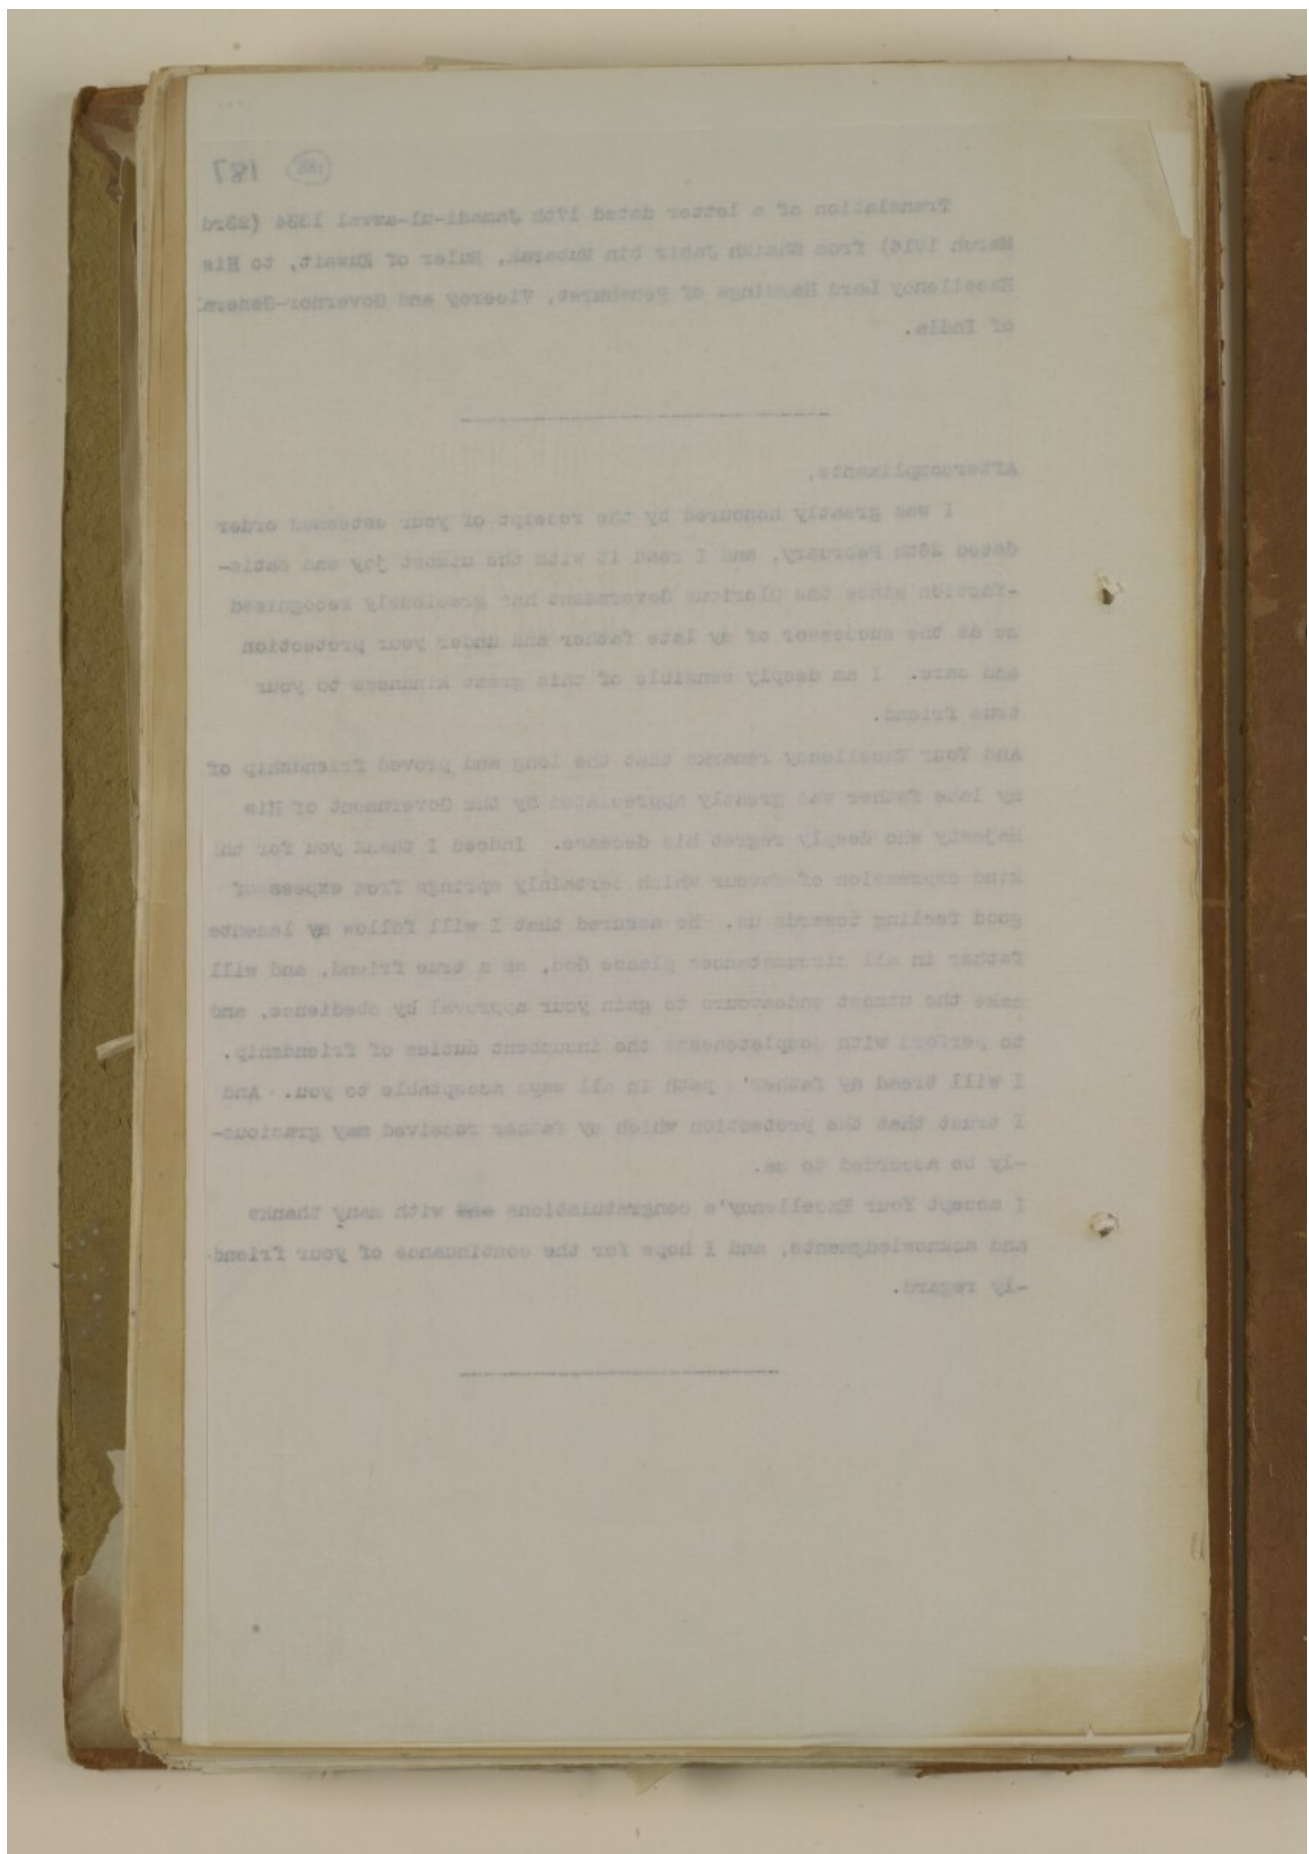 187
Translation of a letter dated 17th Jamadi-ul-awwal 1334 (23rd
March 1916) from Shaikh Jabir bin Mubarak, Ruler of Kuwait, to His
Excellency Lord Hardinge of Penshurst, Viceroy and Governor-General
of India.
Aftercompliments,
I was greatly honoured by the receipt of your esteemed order
dated February, and I read it with the utmost joy and satis-
-faction since the Glorious Government has graciously recognised
me as the successor of my late father and under your protection
and care. I am deeply sensible of this great kindness to your
true friend.
And Your Excellency remarks that the long and proved friendship of
my late father was greatly appreciated by the Government of His
Majesty who deeply regret his decease. Indeed I thank you for th
kind expression of favour which certainly springs from expess of
good feeling towards us. Be assured that I will follow my lamente
father in all circumstances please God, as a true friend, and will
make the utmost endeavours to gain your approval by obedience, and
to perform with completeness the incumbent duties of friendship.
I will tread my father's path in all ways acceptable to you. And
I trust that the protection which my father received may gracious-
-ly be accorded to me.
I accept Your Excellency's congratulations and with many thanks
and acknowledgments, and I hope for the continuance of your friend-
-ly regard.